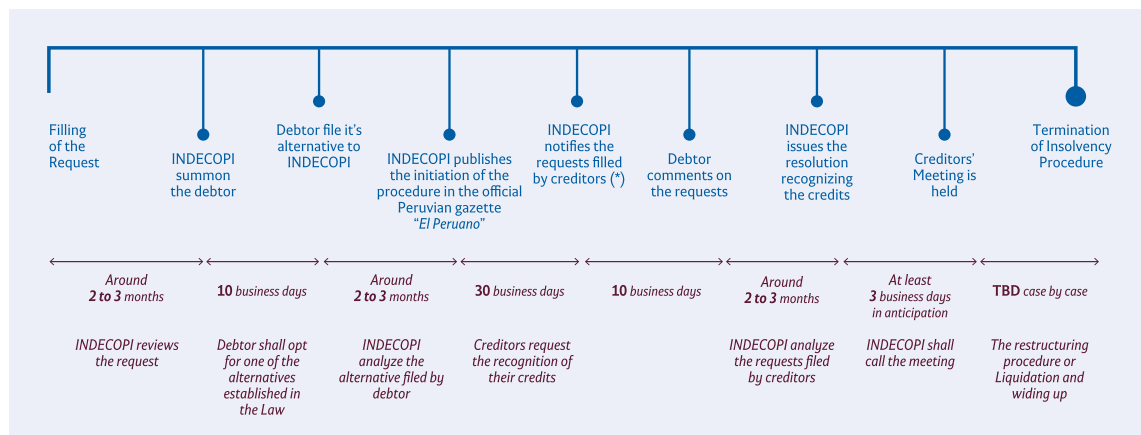 Filling
of the
Request
INDECOPI
summon
the debtor
Debtor file it's
alternative to
INDECOPI
INDECOPI publishes
the initiation of the
procedure in the official
Peruvian gazette
“El Peruano”
INDECOPI
notifies the
requests filled
by creditors (*)
Debtor
comments on
the requests
INDECOPI
issues the
resolution
recognizing
the credits
Creditors’
Meeting is
held
Termination
of Insolvency
Procedure
Around
2 to 3 months
10 business days
Around
2 to 3 months
30 business days
10 business days
Around
2 to 3 months
At least
3 business days
in anticipation
TBD case by case
INDECOPI reviews
the request
Debtor shall opt
for one of the
alternatives
established in
the Law
INDECOPI
analyze the
alternative filed by
debtor
Creditors request
the recognition of
their credits
INDECOPI analyze
the requests filed
by creditors
INDECOPI shall
call the meeting
The restructuring
procedure or
Liquidation and
widing up